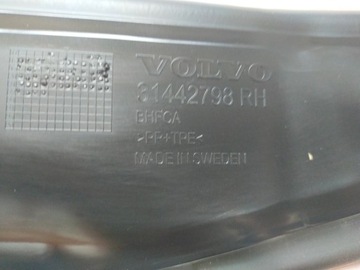 VOLVO
31442798 RH
BHFCA
>PP+TPE<
MADE IN SWEDEN